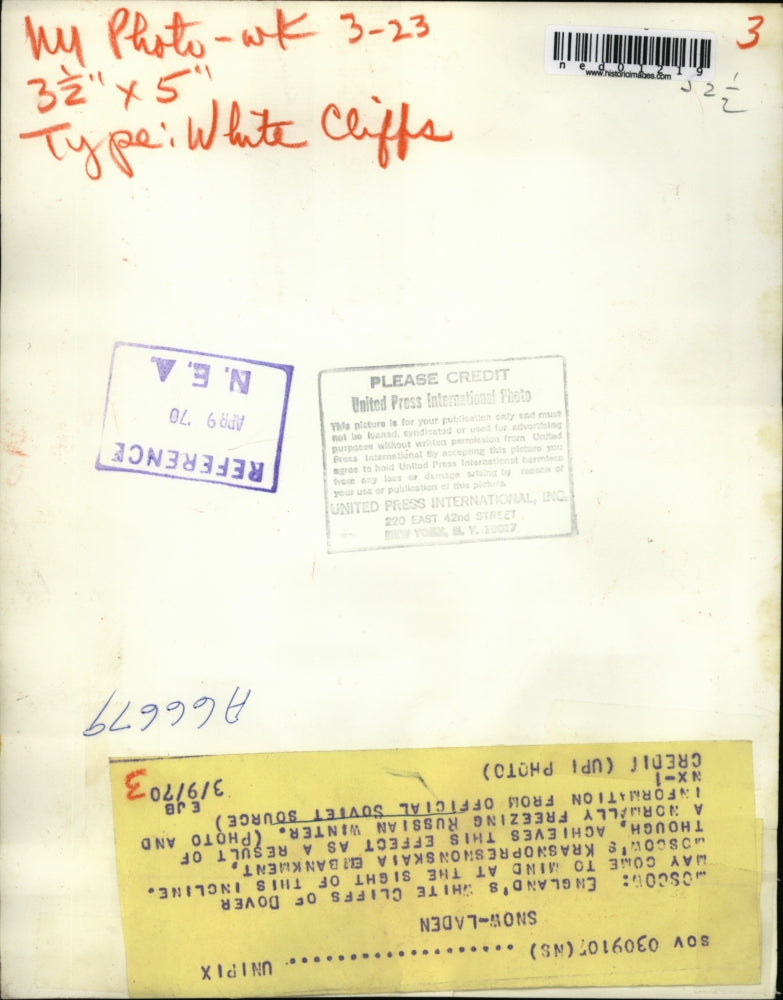 NY Photo-wk 3-23
3½" x 5"
Type: White Cliffs
3
ned01219
www.historicimages.com
2½
REFERENCE
APR 9 '70
N.E.A.
PLEASE CREDIT
United Press International Photo
This picture is for your publication only and must
not be loaned, syndicated or used for advertising
purposes without written permission from United
Press International By accepting this picture you
agree to hold United Press International harmless
from any loss or damage arising by reason of
your use or publication of this picture.
UNITED PRESS INTERNATIONAL, INC.
220 EAST 42nd STREET
NEW YORK, N. Y. 10017
A66679
SOV 030910T(NS) .................... UNIPIX
SNOW-LADEN
MOSCOW: ENGLAND'S WHITE CLIFFS OF DOVER
MAY COME TO MIND AT THE SIGHT OF THIS INCLINE.
MOSCOW'S KRASNOPRESNENSKAIA EMBANKMENT,
THOUGH, ACHIEVES THIS EFFECT AS A RESULT OF
A NORMALLY FREEZING RUSSIAN WINTER. (PHOTO AND
INFORMATION FROM OFFICIAL SOVIET SOURCE)
NX-1 EJB
CREDIT (UPI PHOTO) 3/9/70
3